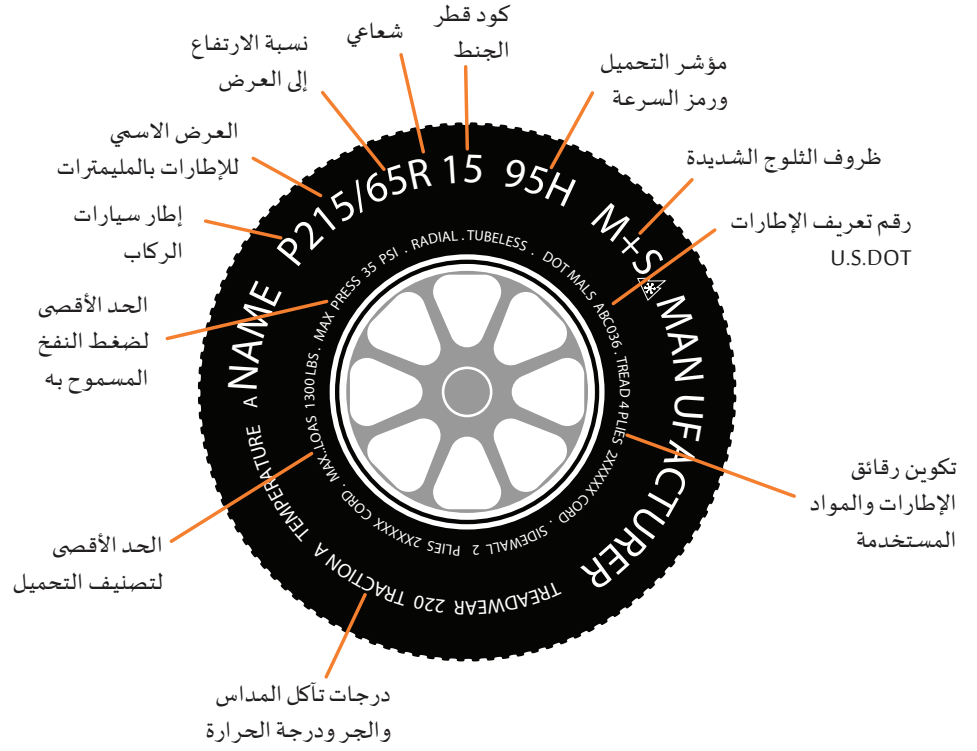 كود قطر
الجنط
شعاعي
نسبة الارتفاع
إلى العرض
مؤشر التحميل
ورمز السرعة
العرض الاسمي
للإطارات بالمليمترات
ظروف الثلوج الشديدة
إطار سيارات
الركاب
رقم تعريف الإطارات
U.S.DOT
الحد الأقصى
لضغط النفخ
المسموح به
تكوين رقائق
الإطارات والمواد
المستخدمة
الحد الأقصى
لتصنيف التحميل
درجات تآكل المداس
والجر ودرجة الحرارة
NAME P215/65R 15 95H M+S MAN UFACTURER
TREADWEAR 220 TRACTION A TEMPERATURE A
MAX PRESS 35 PSI . RADIAL . TUBELESS . DOT MALS ABC036 . TREAD 4 PLIES 2XXXXX CORD . SIDEWALL 2 PLIES 2XXXXX CORD . MAX.LOAS 1300 LBS .